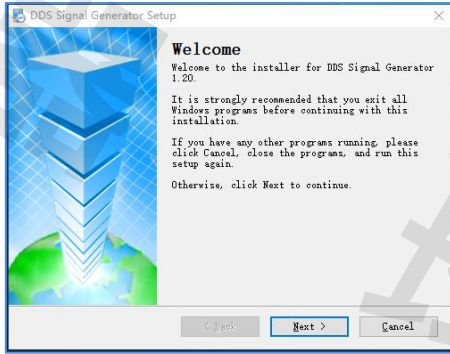 DDS Signal Generator Setup
Welcome
Welcome to the installer for DDS Signal Generator
1.20.
It is strongly recommended that you exit all
Windows programs before continuing with this
installation.
If you have any other programs running, please
click Cancel, close the programs, and run this
setup again.
Otherwise, click Next to continue.
< Back
Next >
Cancel